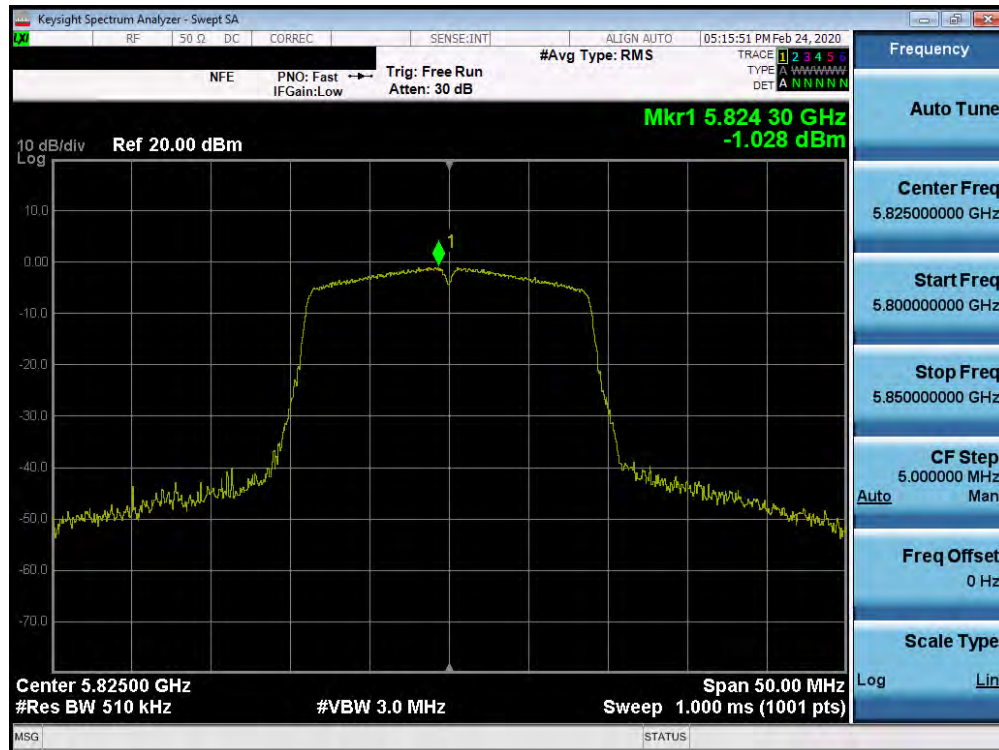 Keysight Spectrum Analyzer - Swept SA
LXI RF 50 Ω DC CORREC SENSE:INT ALIGN AUTO 05:15:51 PM Feb 24, 2020
NFE PNO: Fast Trig: Free Run #Avg Type: RMS TRACE 1 2 3 4 5 6
IFGain:Low Atten: 30 dB TYPE A WWWWW
DET A N N N N N
Mkr1 5.824 30 GHz
-1.028 dBm
10 dB/div Ref 20.00 dBm
Log
10.0
0.00
-10.0
-20.0
-30.0
-40.0
-50.0
-60.0
-70.0
1
Center 5.82500 GHz Span 50.00 MHz
#Res BW 510 kHz #VBW 3.0 MHz Sweep 1.000 ms (1001 pts)
MSG STATUS
Frequency
Auto Tune
Center Freq
5.825000000 GHz
Start Freq
5.800000000 GHz
Stop Freq
5.850000000 GHz
CF Step
5.000000 MHz
Auto Man
Freq Offset
0 Hz
Scale Type
Log Lin